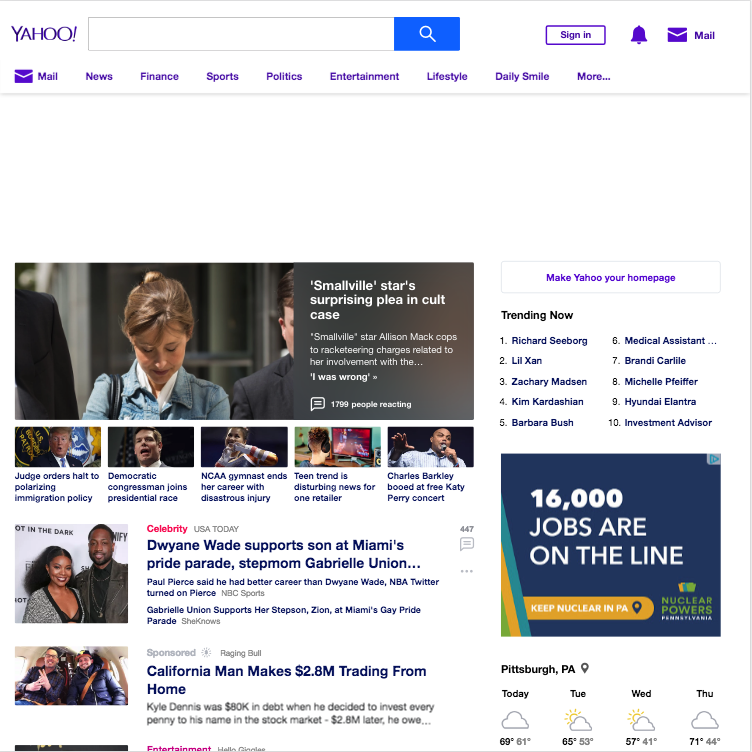 YAHOO!
Sign in
Mail
Mail
News
Finance
Sports
Politics
Entertainment
Lifestyle
Daily Smile
More...
'Smallville' star's
surprising plea in cult
case
"Smallville" star Allison Mack cops
to racketeering charges related to
her involvement with the...
'I was wrong' »
1799 people reacting
Judge orders halt to
polarizing
immigration policy
Democratic
congressman joins
presidential race
NCAA gymnast ends
her career with
disastrous injury
Teen trend is
disturbing news for
one retailer
Charles Barkley
booed at free Katy
Perry concert
OT IN THE DARK
Celebrity USA TODAY
447
Dwyane Wade supports son at Miami's
pride parade, stepmom Gabrielle Union...
Paul Pierce said he had better career than Dwyane Wade, NBA Twitter
turned on Pierce NBC Sports
Gabrielle Union Supports Her Stepson, Zion, at Miami's Gay Pride
Parade SheKnows
Sponsored Raging Bull
California Man Makes $2.8M Trading From
Home
Kyle Dennis was $80K in debt when he decided to invest every
penny to his name in the stock market - $2.8M later, he owe...
Entertainment Hello Giggles
Make Yahoo your homepage
Trending Now
1. Richard Seeborg
2. Lil Xan
3. Zachary Madsen
4. Kim Kardashian
5. Barbara Bush
6. Medical Assistant ...
7. Brandi Carlile
8. Michelle Pfeiffer
9. Hyundai Elantra
10. Investment Advisor
16,000
JOBS ARE
ON THE LINE
KEEP NUCLEAR IN PA
NUCLEAR
POWERS
PENNSYLVANIA
Pittsburgh, PA
Today
Tue
Wed
Thu
69° 61°
65° 53°
57° 41°
71° 44°